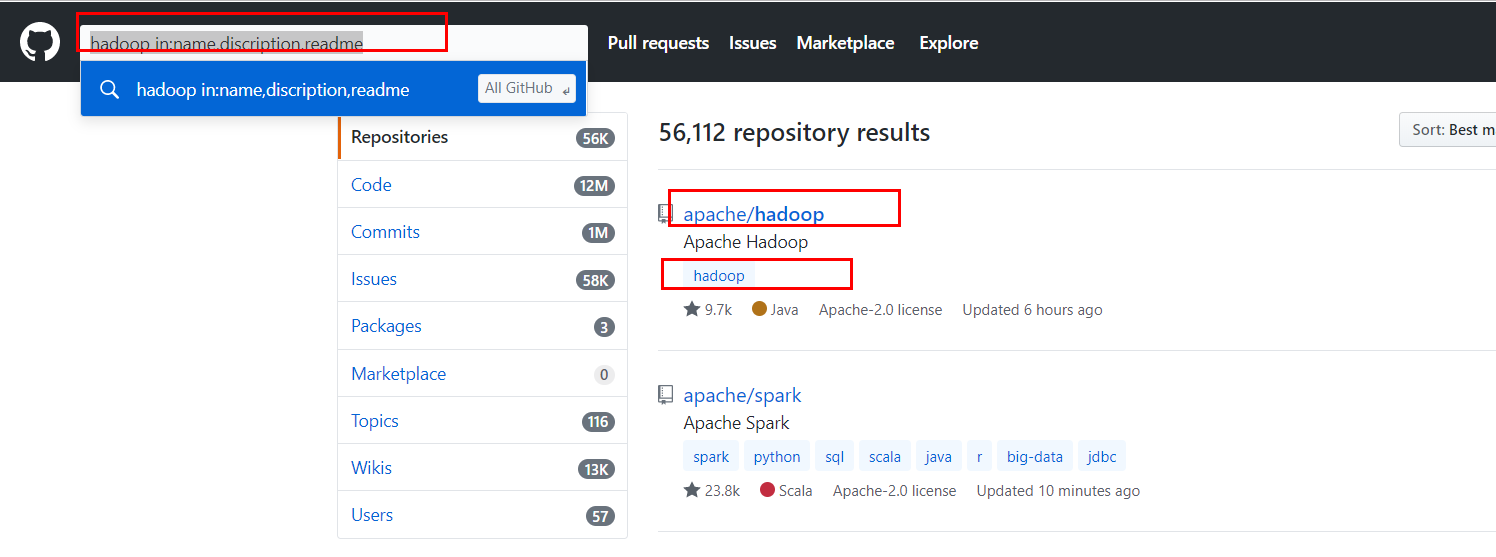 hadoop in:name,discription,readme
Pull requests Issues Marketplace Explore
hadoop in:name,discription,readme All GitHub
Repositories 56K
Code 12M
Commits 1M
Issues 58K
Packages 3
Marketplace 0
Topics 116
Wikis 13K
Users 57
56,112 repository results
Sort: Best m
apache/hadoop
Apache Hadoop
hadoop
9.7k Java Apache-2.0 license Updated 6 hours ago
apache/spark
Apache Spark
spark python sql scala java r big-data jdbc
23.8k Scala Apache-2.0 license Updated 10 minutes ago